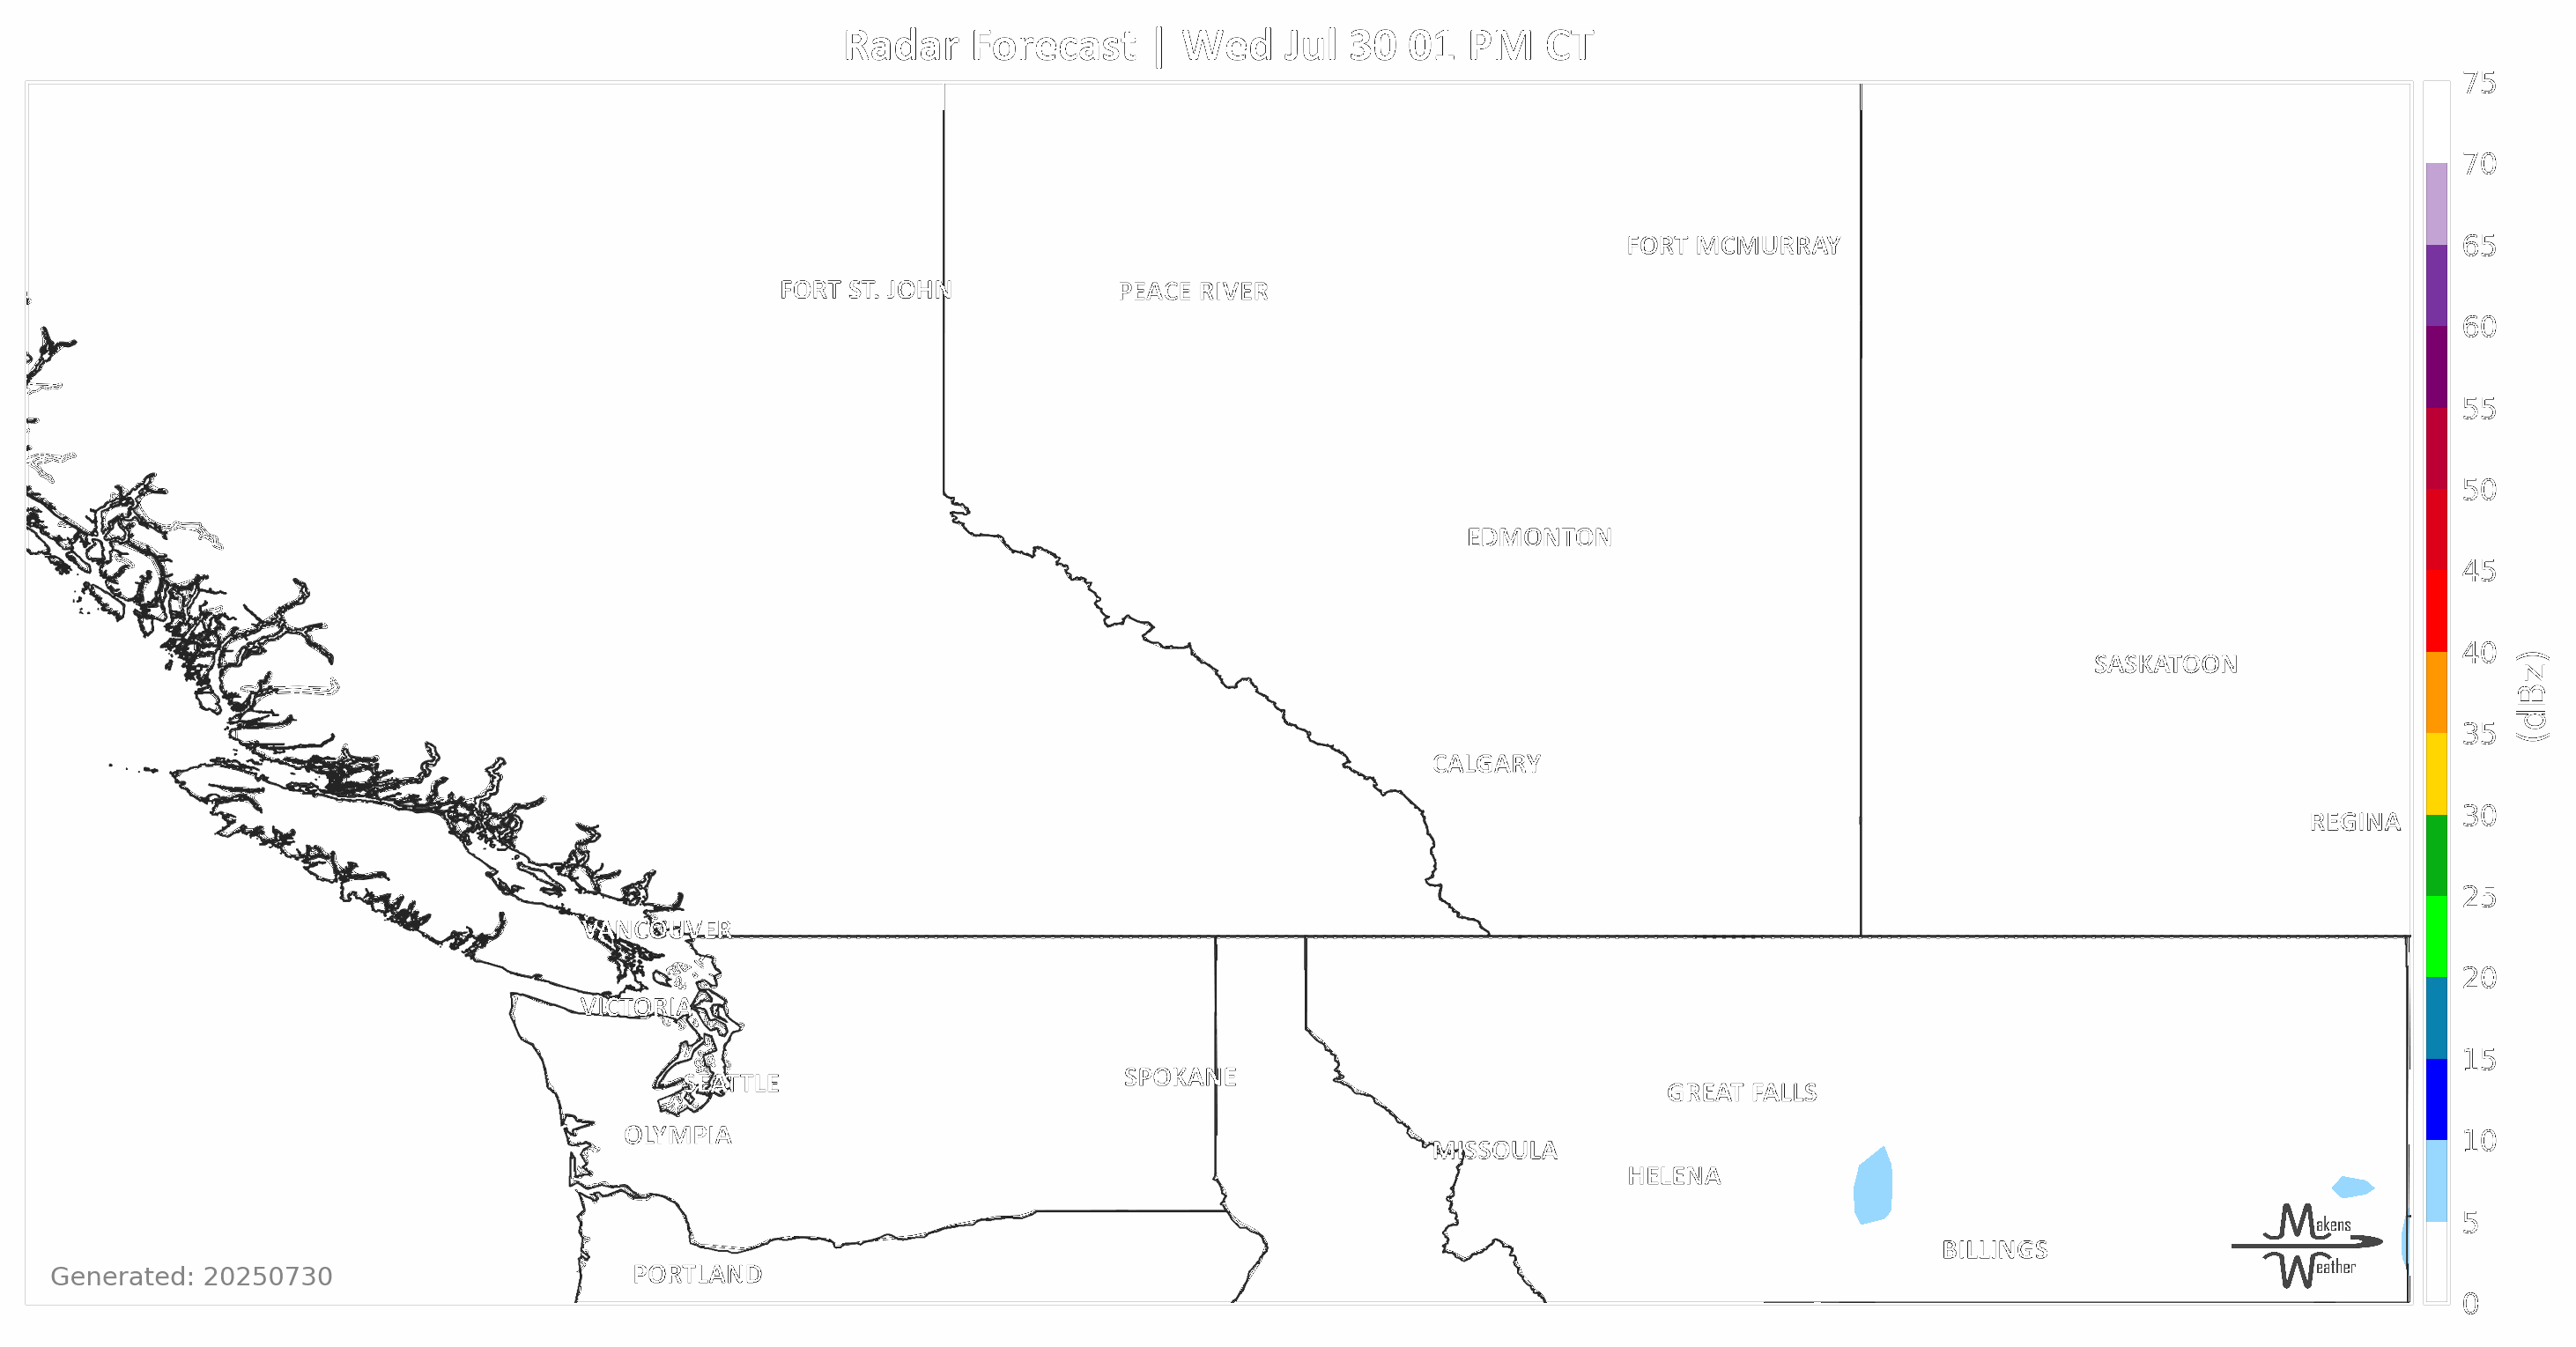 Radar Forecast | Wed Jul 30 01 PM CT
75
70
FORT MCMURRAY
65
FORT ST. JOHN
PEACE RIVER
60
55
50
EDMONTON
45
40
SASKATOON
(dBz)
35
CALGARY
30
REGINA
25
VANCOUVER
20
VICTORIA
15
SEATTLE
SPOKANE
GREAT FALLS
OLYMPIA
10
MISSOULA
HELENA
5
Makens
Weather
BILLINGS
PORTLAND
Generated: 20250730
0